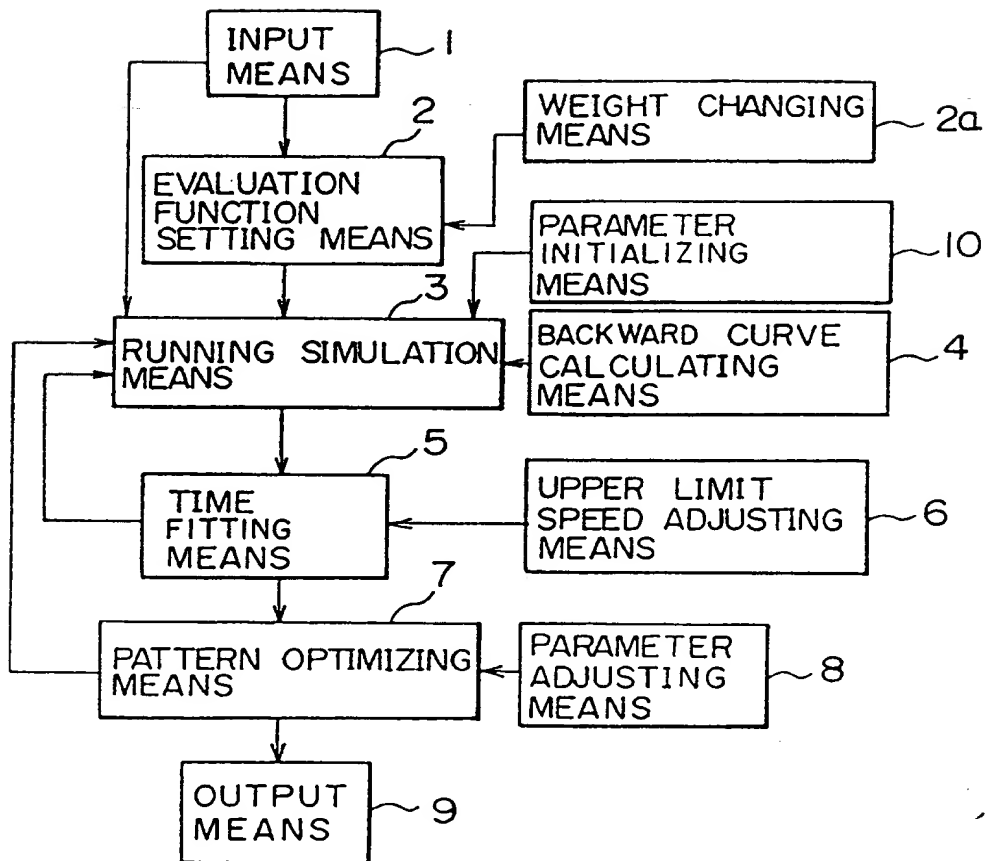 INPUT
MEANS
1
2
EVALUATION
FUNCTION
SETTING MEANS
WEIGHT CHANGING
MEANS
2a
PARAMETER
INITIALIZING
MEANS
10
3
RUNNING SIMULATION
MEANS
BACKWARD CURVE
CALCULATING
MEANS
4
5
TIME
FITTING
MEANS
UPPER LIMIT
SPEED ADJUSTING
MEANS
6
7
PATTERN OPTIMIZING
MEANS
PARAMETER
ADJUSTING
MEANS
8
OUTPUT
MEANS
9